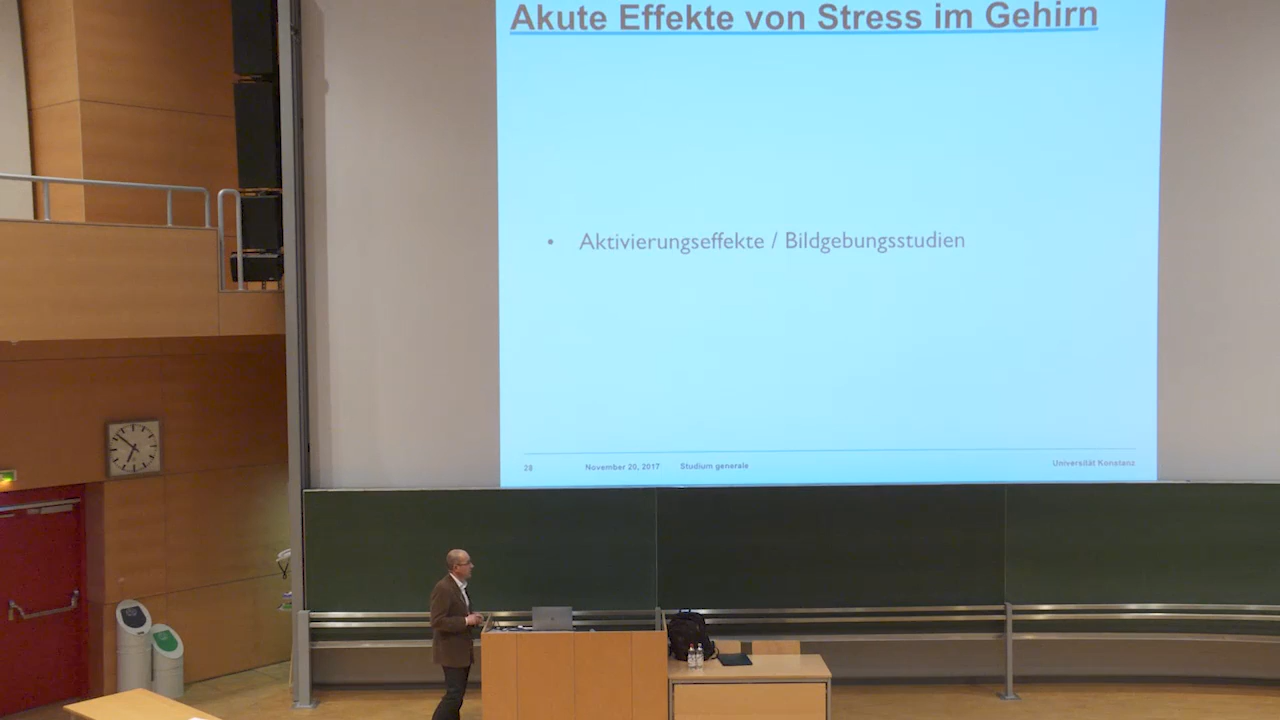 Akute Effekte von Stress im Gehirn
• Aktivierungseffekte / Bildgebungsstudien
28 November 20, 2017 Studium generale Universität Konstanz